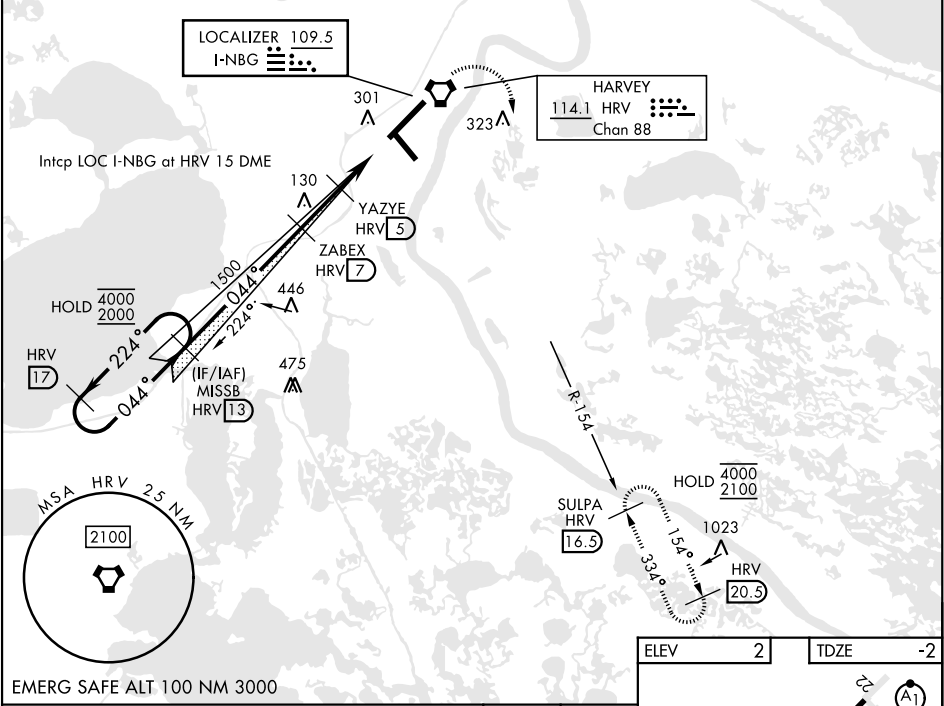 LOCALIZER 109.5
I-NBG
HARVEY
114.1 HRV
Chan 88
301
323
Intcp LOC I-NBG at HRV 15 DME
130
YAZYE
HRV 5
ZABEX
HRV 7
1500
044°
224°
446
HOLD 4000
2000
224°
HRV
17
044°
(IF/IAF)
MISSB
HRV 13
475
R-154
HOLD 4000
2100
SULPA
HRV
16.5
154°
334°
1023
HRV
20.5
MSA HRV 25 NM
2100
EMERG SAFE ALT 100 NM 3000
ELEV 2
TDZE -2
22
A1